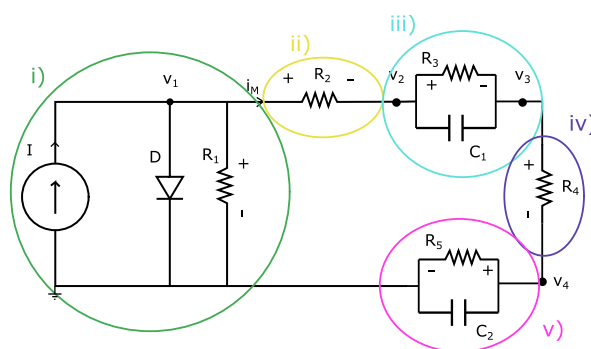 i)
ii)
iii)
iv)
v)
I
v1
D
R1
+
-
iM
+
R2
-
v2
R3
+
-
C1
v3
+
R4
-
v4
R5
-
+
C2